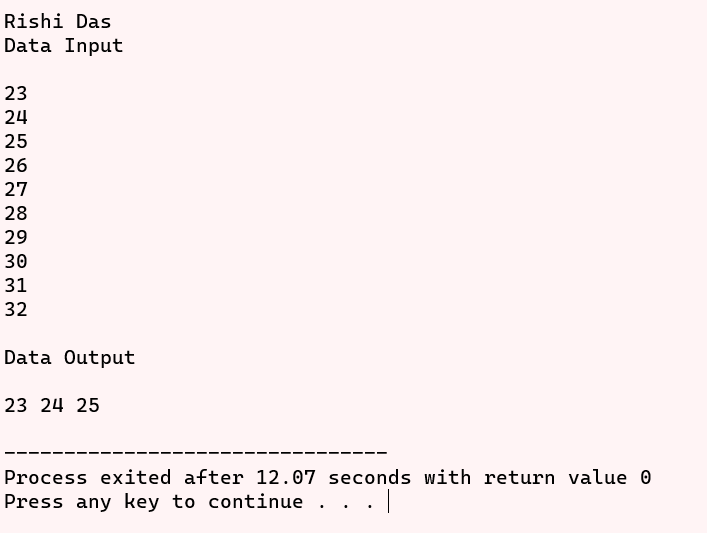 Rishi Das
Data Input
23
24
25
26
27
28
29
30
31
32
Data Output
23 24 25
--------------------------------
Process exited after 12.07 seconds with return value 0
Press any key to continue . . .